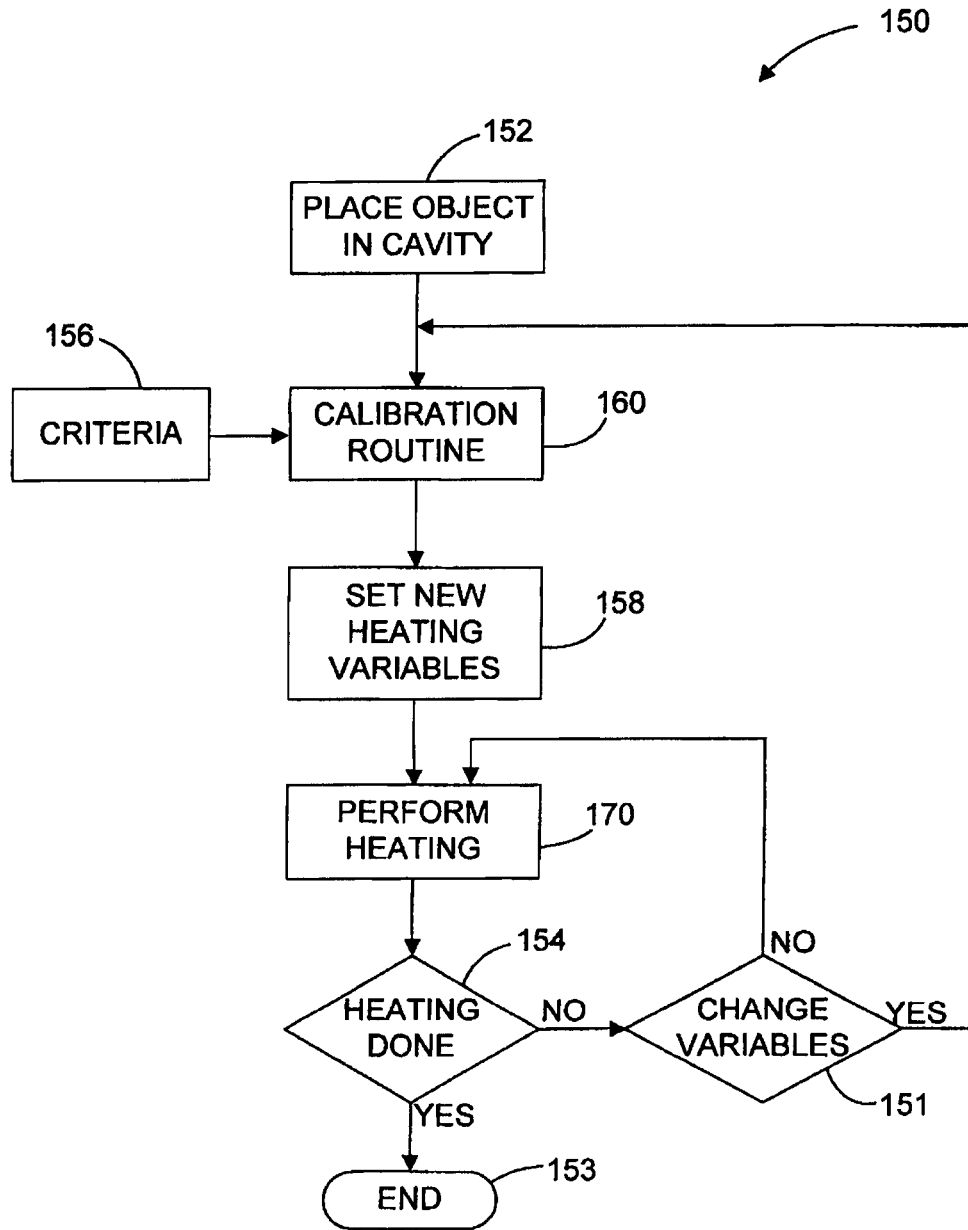 150
152
PLACE OBJECT
IN CAVITY
156
CRITERIA
CALIBRATION
ROUTINE
160
SET NEW
HEATING
VARIABLES
158
PERFORM
HEATING
170
154
HEATING
DONE
NO
YES
NO
CHANGE
VARIABLES
YES
151
END
153